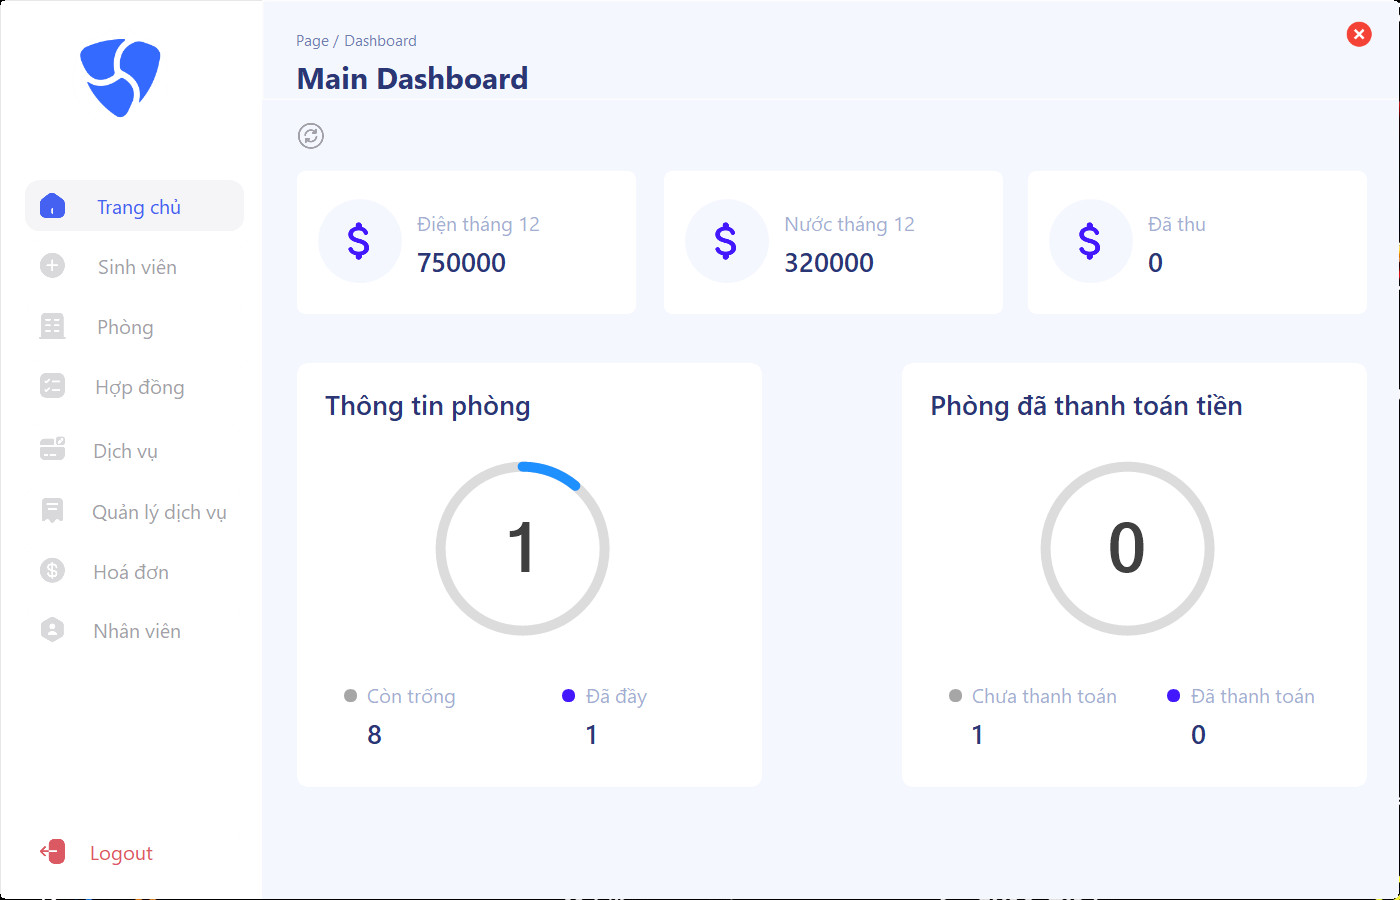 Page / Dashboard
Main Dashboard
Trang chủ
Sinh viên
Phòng
Hợp đồng
Dịch vụ
Quản lý dịch vụ
Hoá đơn
Nhân viên
Logout
Điện tháng 12
750000
Nước tháng 12
320000
Đã thu
0
Thông tin phòng
1
Còn trống
8
Đã đầy
1
Phòng đã thanh toán tiền
0
Chưa thanh toán
1
Đã thanh toán
0